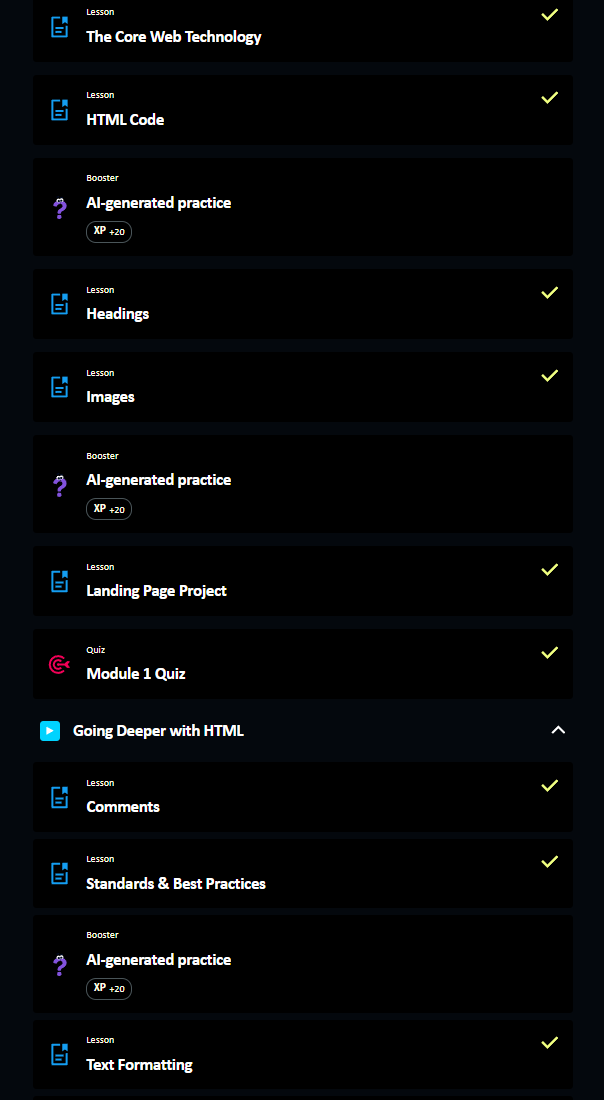 Lesson
The Core Web Technology
Lesson
HTML Code
Booster
AI-generated practice
XP +20
Lesson
Headings
Lesson
Images
Booster
AI-generated practice
XP +20
Lesson
Landing Page Project
Quiz
Module 1 Quiz
Going Deeper with HTML
Lesson
Comments
Lesson
Standards & Best Practices
Booster
AI-generated practice
XP +20
Lesson
Text Formatting